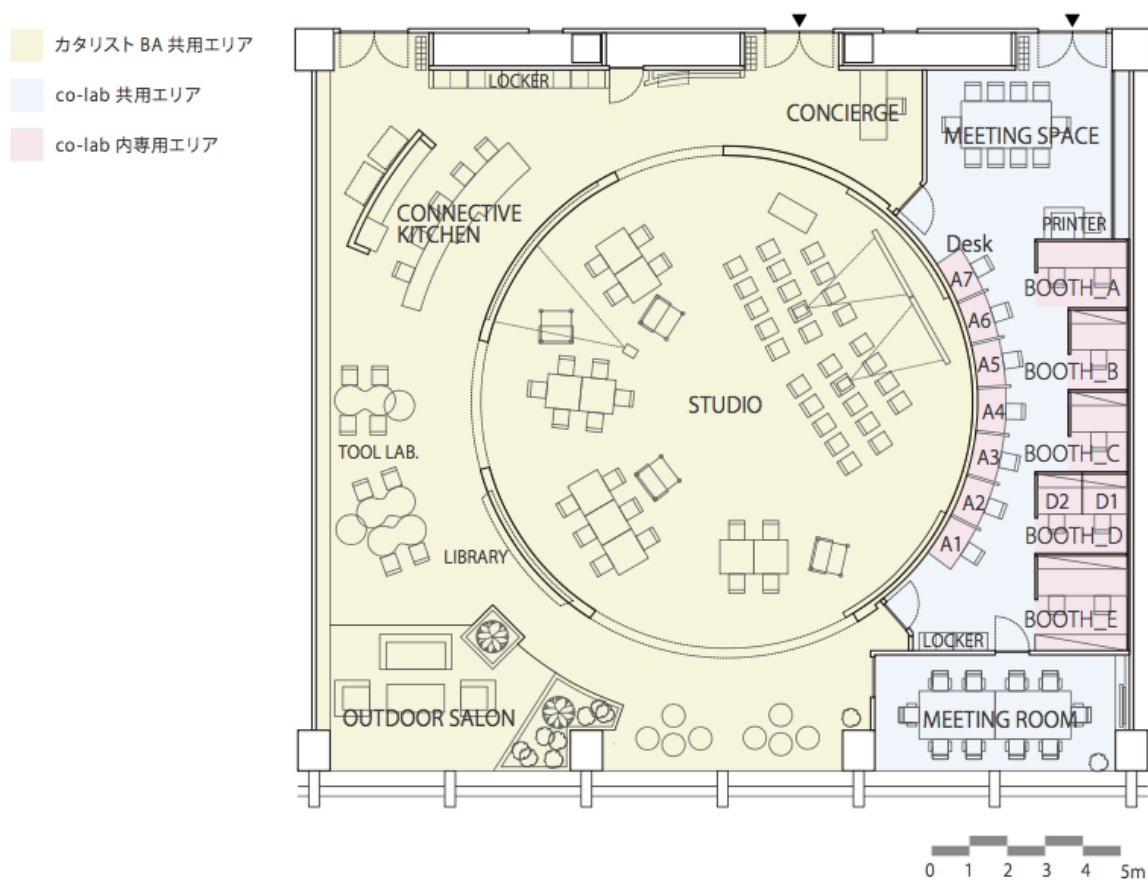 カタリスト BA 共用エリア
co-lab 共用エリア
co-lab 内専用エリア
LOCKER
CONCIERGE
MEETING SPACE
CONNECTIVE
KITCHEN
PRINTER
Desk
A7
BOOTH_A
A6
A5
BOOTH_B
A4
STUDIO
TOOL LAB.
A3
BOOTH_C
A2
D2
D1
A1
BOOTH_D
LIBRARY
BOOTH_E
LOCKER
OUTDOOR SALON
MEETING ROOM
0 1 2 3 4 5m